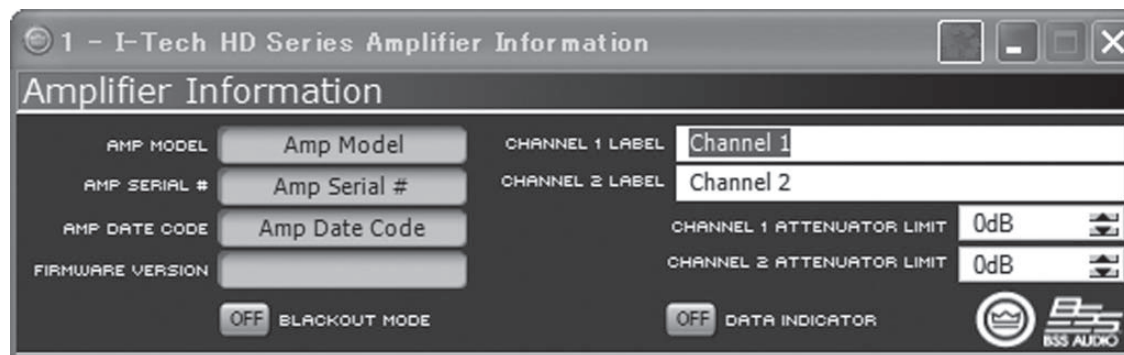 1 - I-Tech HD Series Amplifier Information
Amplifier Information
AMP MODEL Amp Model
AMP SERIAL # Amp Serial #
AMP DATE CODE Amp Date Code
FIRMWARE VERSION
OFF BLACKOUT MODE
CHANNEL 1 LABEL Channel 1
CHANNEL 2 LABEL Channel 2
CHANNEL 1 ATTENUATOR LIMIT 0dB
CHANNEL 2 ATTENUATOR LIMIT 0dB
OFF DATA INDICATOR
BSS
BSS AUDIO